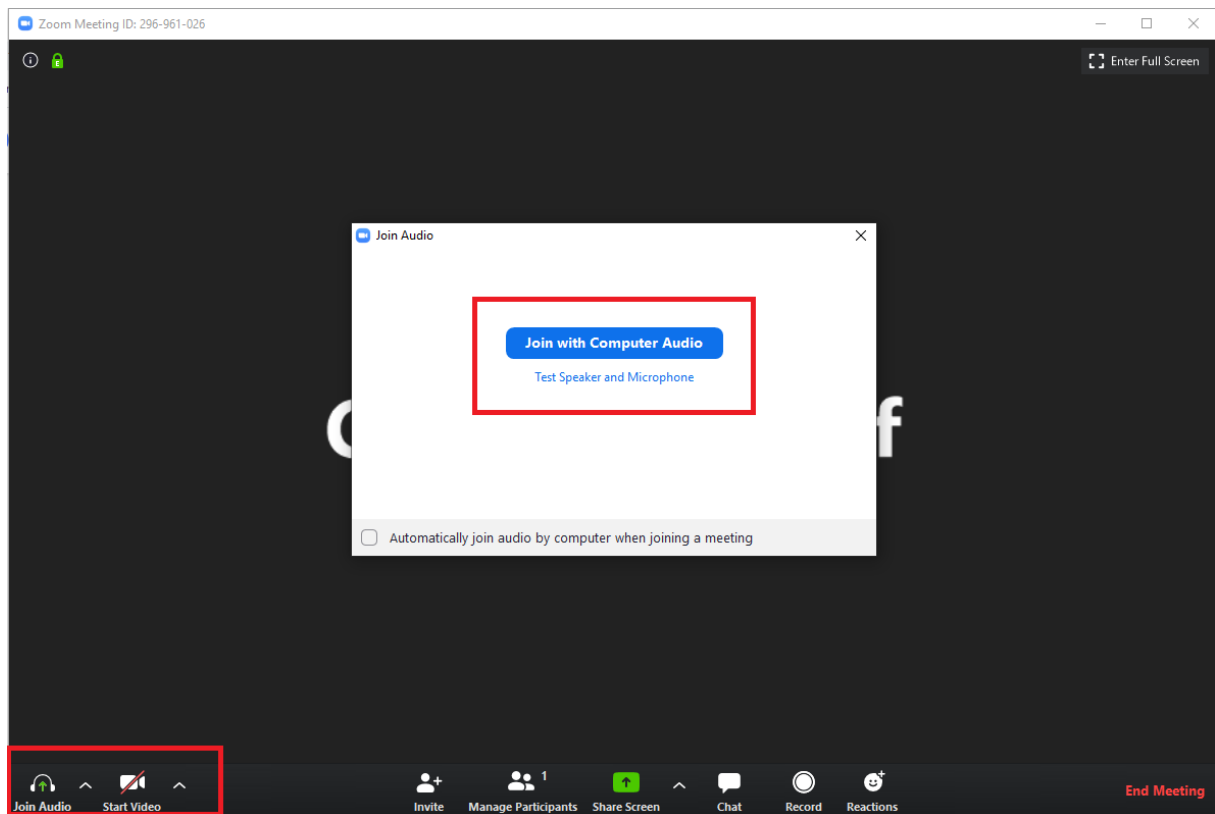 Zoom Meeting ID: 296-961-026
Enter Full Screen
Join Audio
Join with Computer Audio
Test Speaker and Microphone
f
Automatically join audio by computer when joining a meeting
1
Join Audio Start Video Invite Manage Participants Share Screen Chat Record Reactions End Meeting